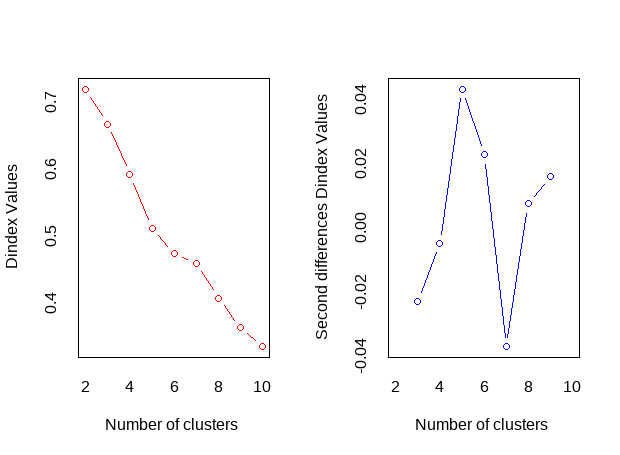 Dindex Values
0.7
0.6
0.5
0.4
2 4 6 8 10
Number of clusters
Second differences Dindex Values
0.04
0.02
0.00
-0.02
-0.04
2 4 6 8 10
Number of clusters